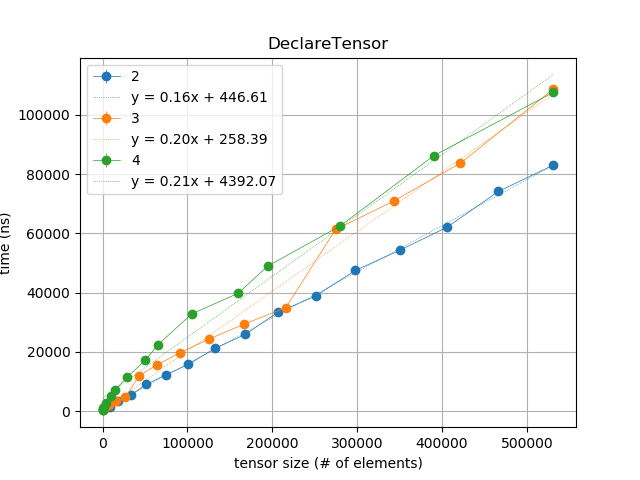 DeclareTensor
2
y = 0.16x + 446.61
3
y = 0.20x + 258.39
4
y = 0.21x + 4392.07
time (ns)
100000
80000
60000
40000
20000
0
0 100000 200000 300000 400000 500000
tensor size (# of elements)